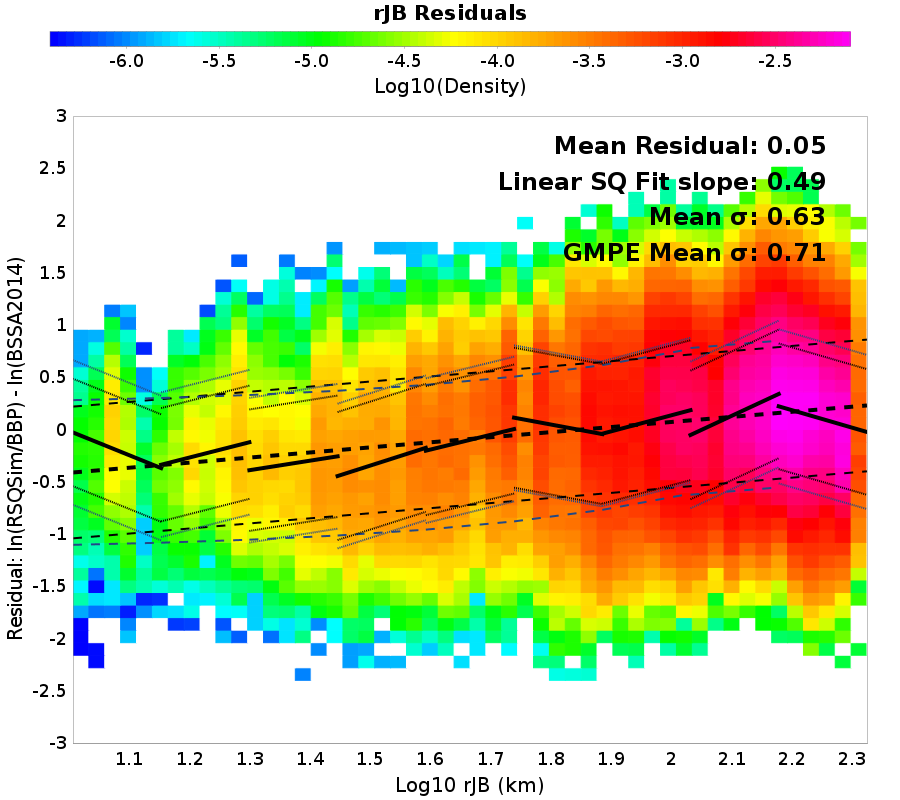 rJB Residuals
-6.0 -5.5 -5.0 -4.5 -4.0 -3.5 -3.0 -2.5
Log10(Density)
Mean Residual: 0.05
Linear SQ Fit slope: 0.49
Mean σ: 0.63
GMPE Mean σ: 0.71
Residual: ln(RSQSim/BBP) - ln(BSSA2014)
3
2.5
2
1.5
1
0.5
0
-0.5
-1
-1.5
-2
-2.5
-3
1.1 1.2 1.3 1.4 1.5 1.6 1.7 1.8 1.9 2 2.1 2.2 2.3
Log10 rJB (km)